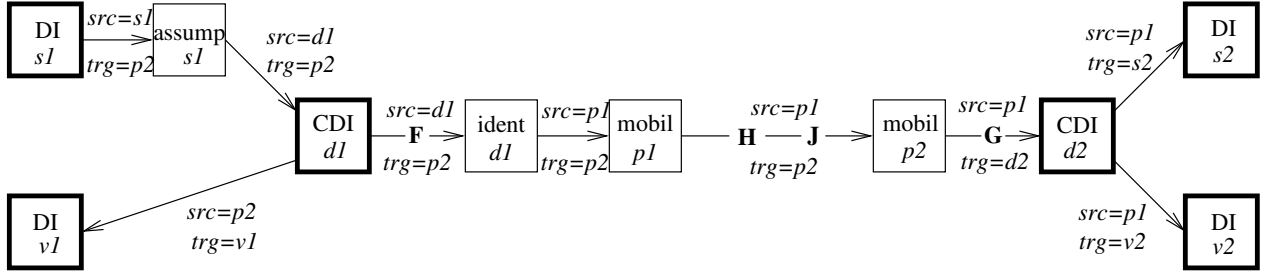 DI
s1
src=s1
trg=p2
assump
s1
src=d1
trg=p2
CDI
d1
src=p2
trg=v1
DI
v1
src=d1
F
trg=p2
ident
d1
src=p1
trg=p2
mobil
p1
src=p1
H J
trg=p2
mobil
p2
src=p1
G
trg=d2
CDI
d2
src=p1
trg=s2
DI
s2
src=p1
trg=v2
DI
v2